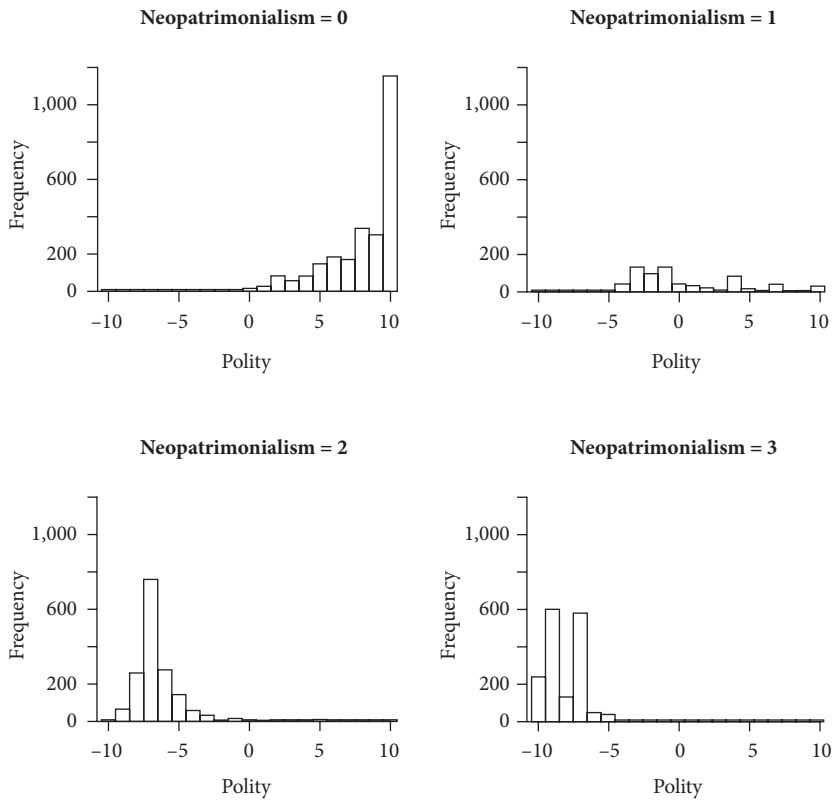 Neopatrimonialism = 0
1,000
600
200
0
Frequency
–10 –5 0 5 10
Polity
Neopatrimonialism = 1
1,000
600
200
0
Frequency
–10 –5 0 5 10
Polity
Neopatrimonialism = 2
1,000
600
200
0
Frequency
–10 –5 0 5 10
Polity
Neopatrimonialism = 3
1,000
600
200
0
Frequency
–10 –5 0 5 10
Polity